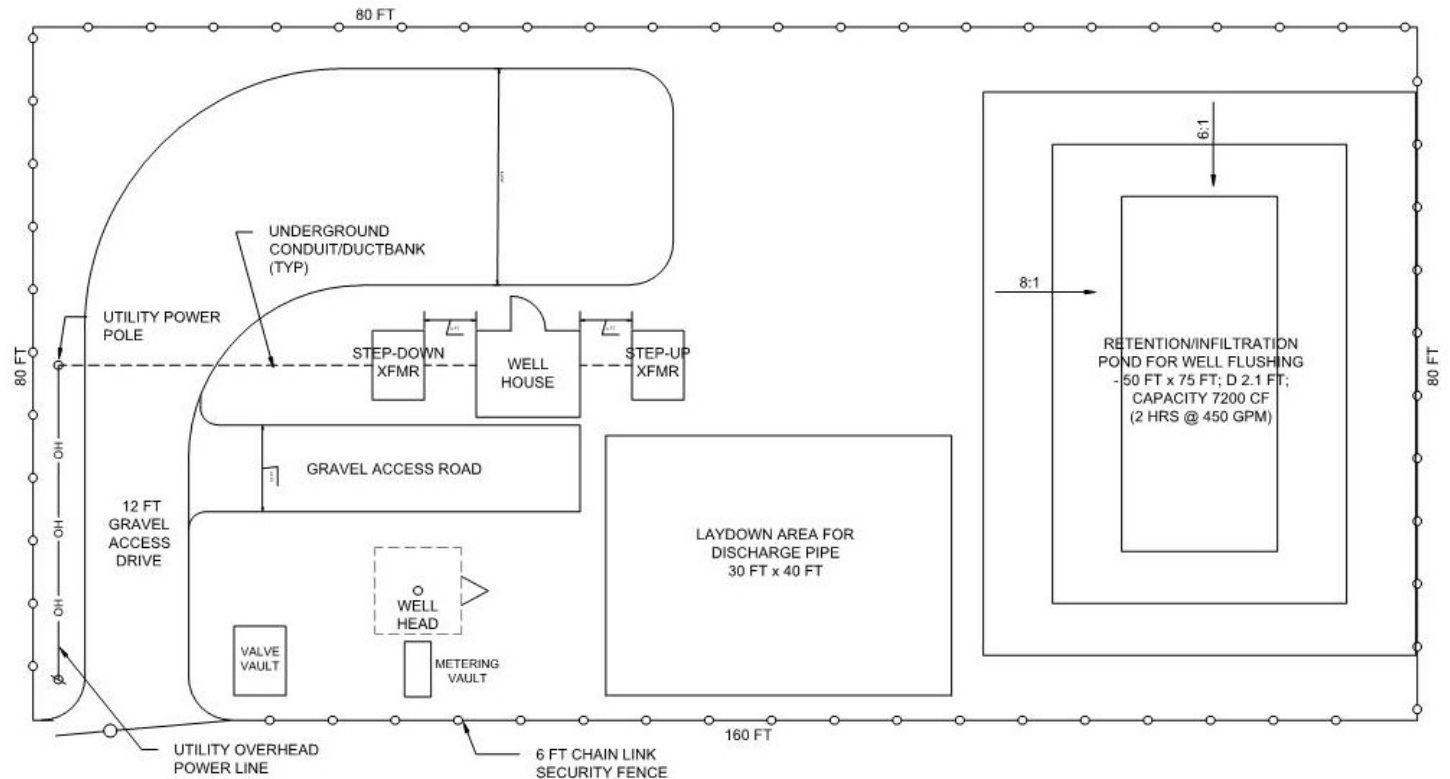 80 FT
UNDERGROUND
CONDUIT/DUCTBANK
(TYP)
6:1
8:1
UTILITY POWER
POLE
80 FT
STEP-DOWN
XFMR
WELL
HOUSE
STEP-UP
XFMR
RETENTION/INFILTRATION
POND FOR WELL FLUSHING
- 50 FT x 75 FT; D 2.1 FT;
CAPACITY 7200 CF
(2 HRS @ 450 GPM)
80 FT
OH
OH
OH
GRAVEL ACCESS ROAD
12 FT
GRAVEL
ACCESS
DRIVE
LAYDOWN AREA FOR
DISCHARGE PIPE
30 FT x 40 FT
WELL
HEAD
VALVE
VAULT
METERING
VAULT
160 FT
UTILITY OVERHEAD
POWER LINE
6 FT CHAIN LINK
SECURITY FENCE